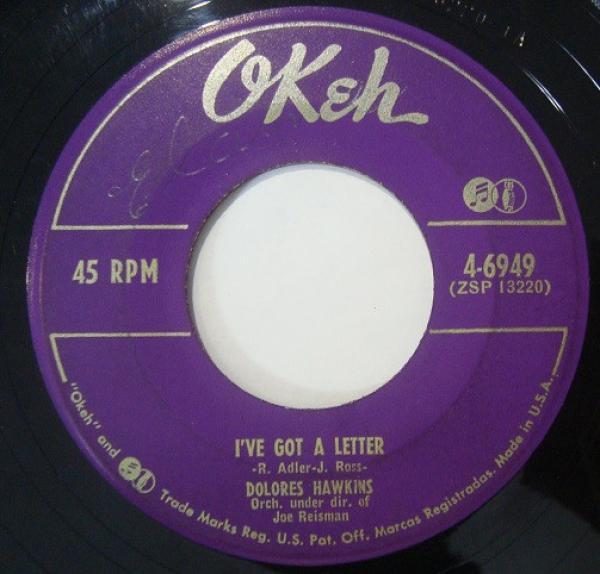 OKeh
45 RPM
4-6949
(ZSP 13220)
I'VE GOT A LETTER
-R. Adler-J. Ross-
DOLORES HAWKINS
Orch. under dir. of
Joe Reisman
"Okeh" and Trade Marks Reg. U.S. Pat. Off. Marcas Registradas. Made in U.S.A.